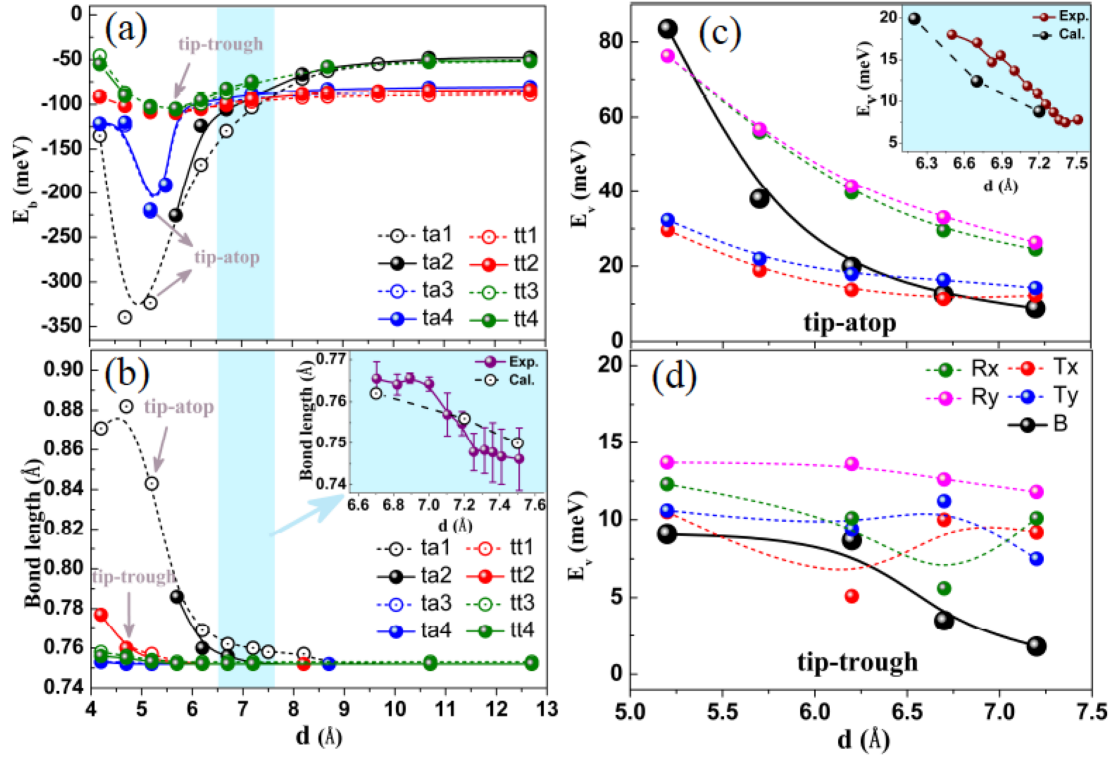 (a)
-50
-100
-150
-200
-250
-300
-350
E_b (meV)
tip-trough
tip-atop
ta1 tt1
ta2 tt2
ta3 tt3
ta4 tt4
(b)
0.90
0.88
0.86
0.84
0.82
0.80
0.78
0.76
0.74
Bond length (Å)
tip-atop
tip-trough
0.77
0.76
0.75
0.74
Bond length (Å)
Exp.
Cal.
6.6 6.8 7.0 7.2 7.4 7.6
d (Å)
ta1 tt1
ta2 tt2
ta3 tt3
ta4 tt4
4 5 6 7 8 9 10 11 12 13
d (Å)
(c)
80
60
40
20
0
E_v (meV)
20
15
10
5
E_v (meV)
Exp.
Cal.
6.3 6.6 6.9 7.2 7.5
d (Å)
tip-atop
(d)
20
15
10
5
0
E_v (meV)
Rx Tx
Ry Ty
B
tip-trough
5.0 5.5 6.0 6.5 7.0 7.5
d (Å)